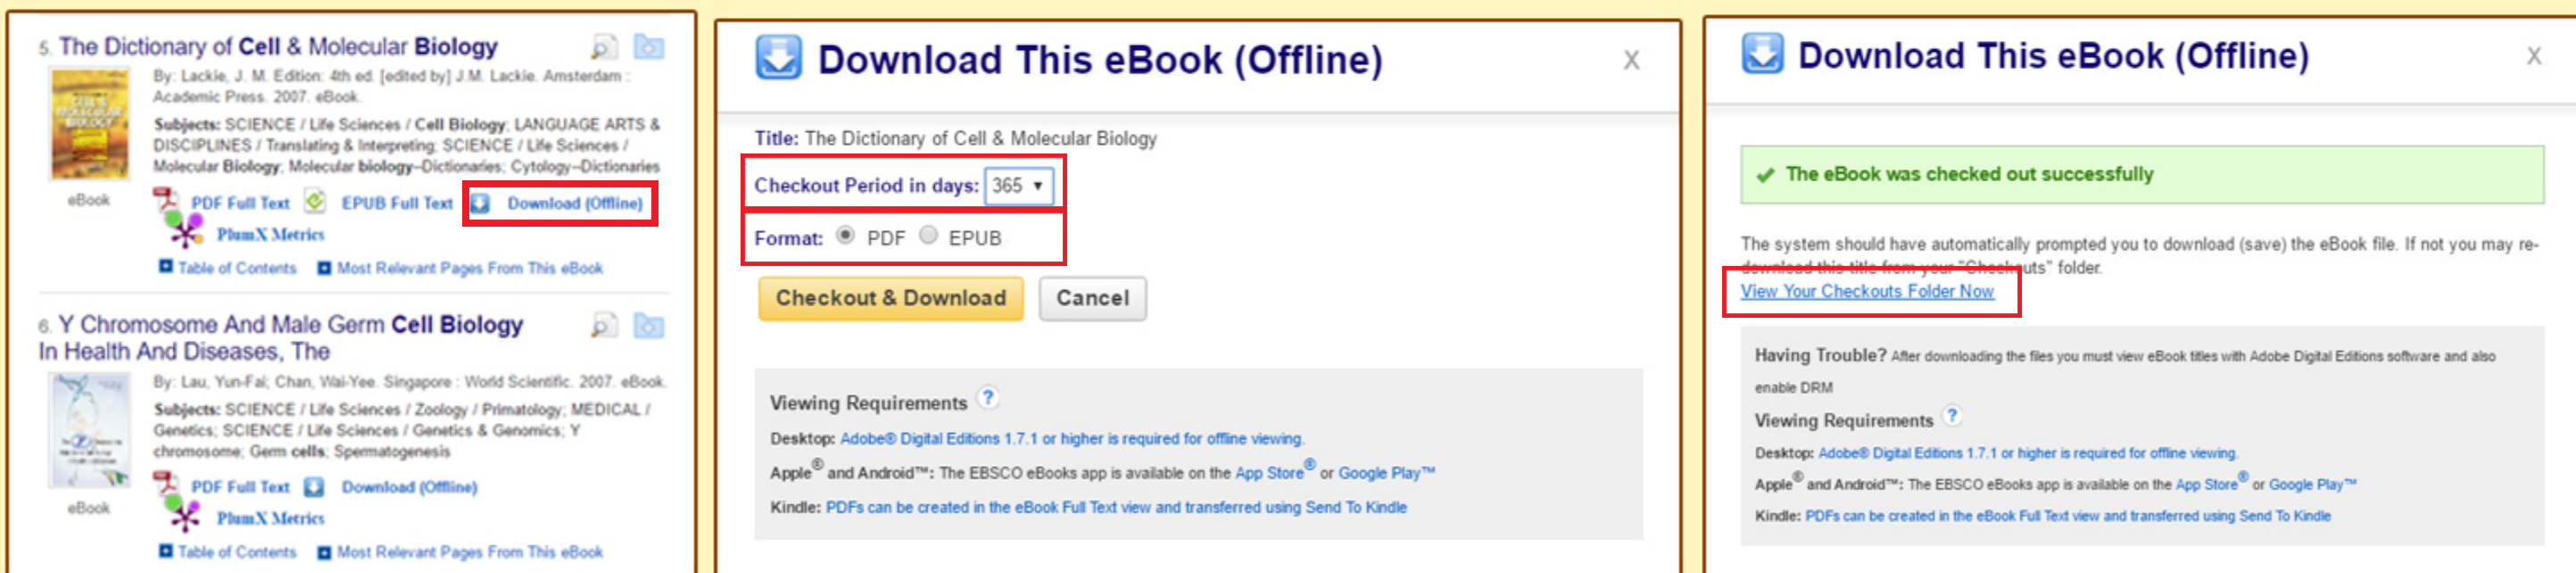 5. The Dictionary of Cell & Molecular Biology
By: Lackie, J. M. Edition: 4th ed. [edited by] J.M. Lackie. Amsterdam :
Academic Press. 2007. eBook.
Subjects: SCIENCE / Life Sciences / Cell Biology; LANGUAGE ARTS &
DISCIPLINES / Translating & Interpreting; SCIENCE / Life Sciences /
Molecular Biology; Molecular biology--Dictionaries; Cytology--Dictionaries
eBook
PDF Full Text EPUB Full Text Download (Offline)
PlumX Metrics
Table of Contents Most Relevant Pages From This eBook
6. Y Chromosome And Male Germ Cell Biology
In Health And Diseases, The
By: Lau, Yun-Fai; Chan, Wai-Yee. Singapore : World Scientific. 2007. eBook.
Subjects: SCIENCE / Life Sciences / Zoology / Primatology; MEDICAL /
Genetics; SCIENCE / Life Sciences / Genetics & Genomics; Y
chromosome; Germ cells; Spermatogenesis
eBook
PDF Full Text Download (Offline)
PlumX Metrics
Table of Contents Most Relevant Pages From This eBook
Download This eBook (Offline) X
Title: The Dictionary of Cell & Molecular Biology
Checkout Period in days: 365
Format: PDF EPUB
Checkout & Download Cancel
Viewing Requirements ?
Desktop: Adobe® Digital Editions 1.7.1 or higher is required for offline viewing.
Apple® and Android™: The EBSCO eBooks app is available on the App Store® or Google Play™
Kindle: PDFs can be created in the eBook Full Text view and transferred using Send To Kindle
Download This eBook (Offline) X
The eBook was checked out successfully
The system should have automatically prompted you to download (save) the eBook file. If not you may re-
download this title from your "Checkouts" folder.
View Your Checkouts Folder Now
Having Trouble? After downloading the files you must view eBook titles with Adobe Digital Editions software and also
enable DRM
Viewing Requirements ?
Desktop: Adobe® Digital Editions 1.7.1 or higher is required for offline viewing.
Apple® and Android™: The EBSCO eBooks app is available on the App Store® or Google Play™
Kindle: PDFs can be created in the eBook Full Text view and transferred using Send To Kindle